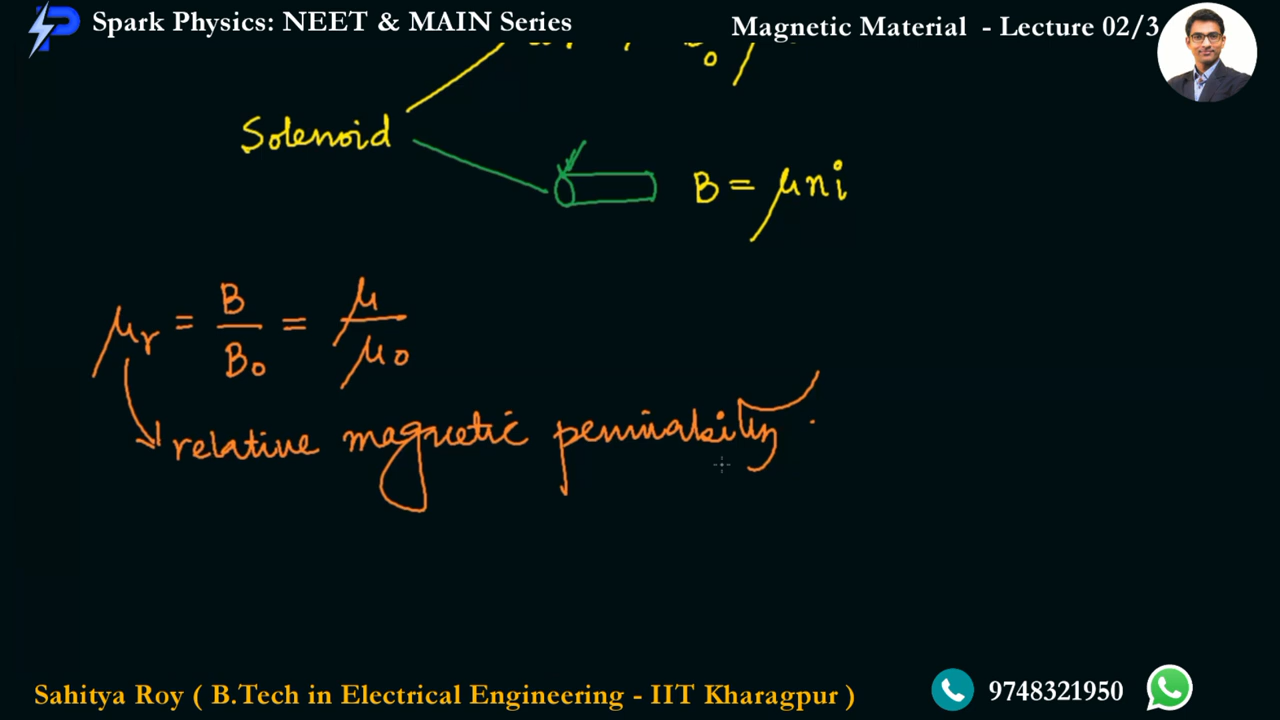 Spark Physics: NEET & MAIN Series
Magnetic Material - Lecture 02/3
Solenoid
B = μni
μr = B/B0 = μ/μ0
relative magnetic permiability.
Sahitya Roy ( B.Tech in Electrical Engineering - IIT Kharagpur )
9748321950